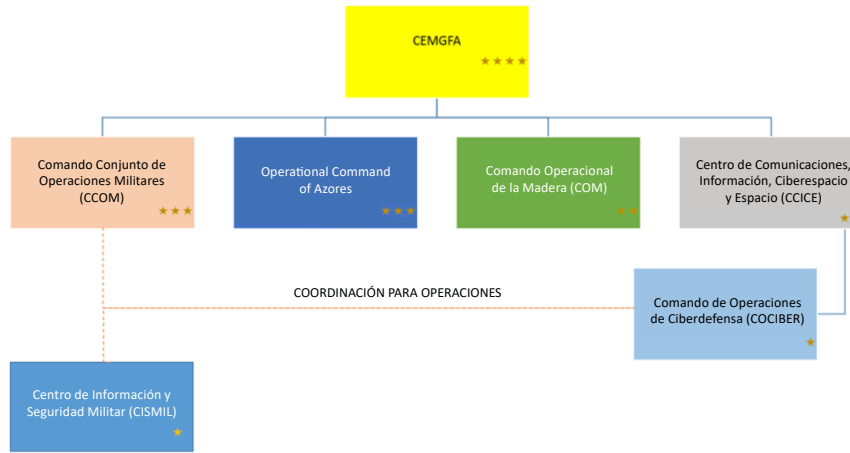 CEMGFA
Comando Conjunto de
Operaciones Militares
(CCOM)
Operational Command
of Azores
Comando Operacional
de la Madera (COM)
Centro de Comunicaciones,
Información, Ciberespacio
y Espacio (CCICE)
COORDINACIÓN PARA OPERACIONES
Comando de Operaciones
de Ciberdefensa (COCIBER)
Centro de Información y
Seguridad Militar (CISMIL)